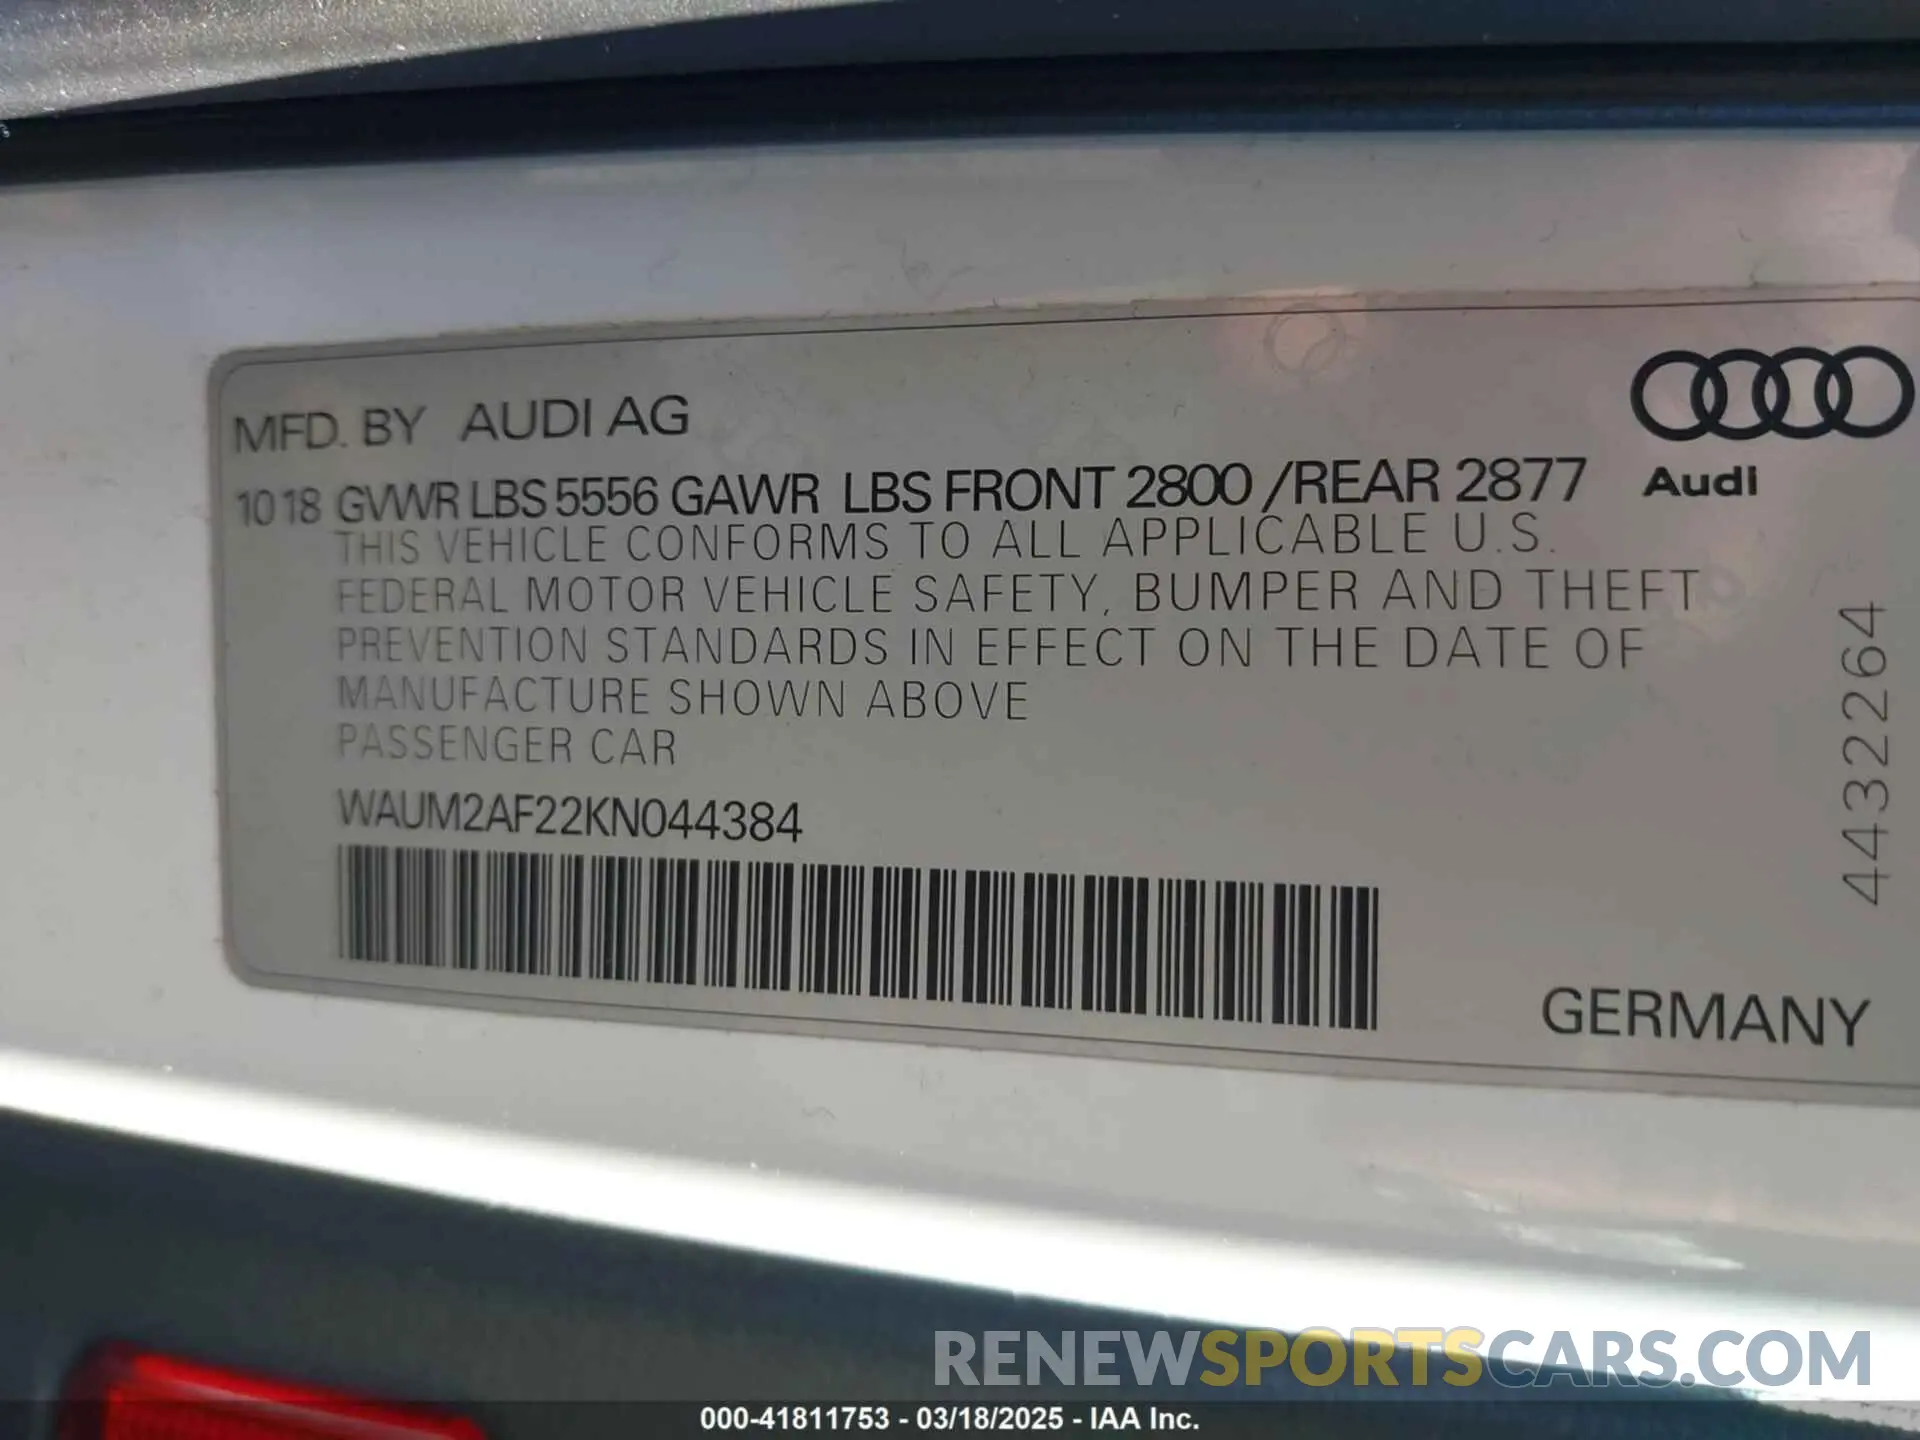 MFD. BY AUDI AG
Audi
10 18 GVWR LBS 5556 GAWR LBS FRONT 2800 /REAR 2877
THIS VEHICLE CONFORMS TO ALL APPLICABLE U.S.
FEDERAL MOTOR VEHICLE SAFETY, BUMPER AND THEFT
PREVENTION STANDARDS IN EFFECT ON THE DATE OF
MANUFACTURE SHOWN ABOVE
PASSENGER CAR
WAUM2AF22KN044384
4432264
GERMANY
RENEWSPORTSCARS.COM
000-41811753 - 03/18/2025 - IAA Inc.